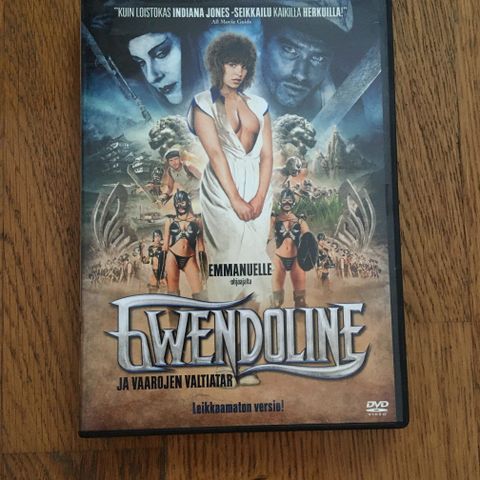 "KUIN LOISTOKAS INDIANA JONES -SEIKKAILU KAIKILLA HERKUILLA!"
All Movie Guide
EMMANUELLE
-ohjaajalta
GWENDOLINE
JA VAAROJEN VALTIATAR
Leikkaamaton versio!
DVD
VIDEO